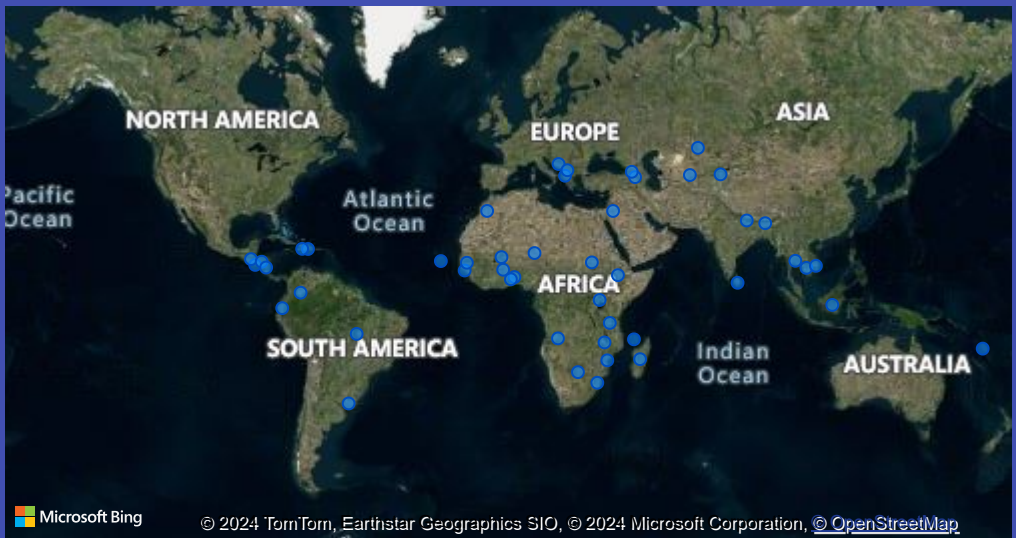 NORTH AMERICA
ASIA
EUROPE
Pacific
Ocean
Atlantic
Ocean
AFRICA
SOUTH AMERICA
Indian
Ocean
AUSTRALIA
Microsoft Bing
© 2024 TomTom, Earthstar Geographics SIO, © 2024 Microsoft Corporation, © OpenStreetMap